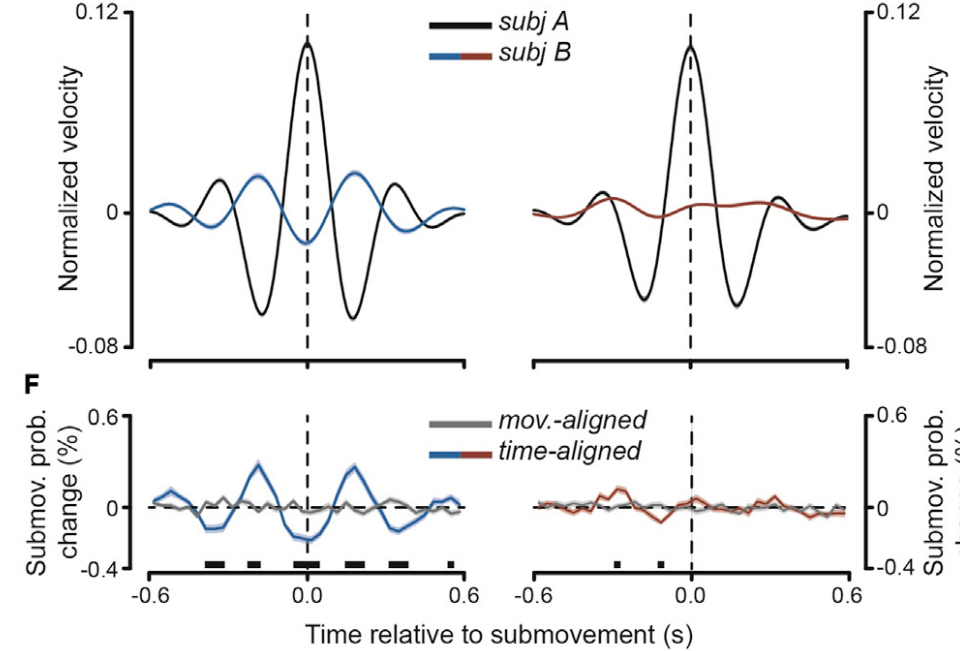 0.12
0
-0.08
Normalized velocity
subj A
subj B
0.12
0
-0.08
Normalized velocity
F
0.6
0
-0.4
Submov. prob.
change (%)
mov.-aligned
time-aligned
0.6
0
-0.4
Submov. prob.
-0.6
0.0
0.6
-0.6
0.0
0.6
Time relative to submovement (s)